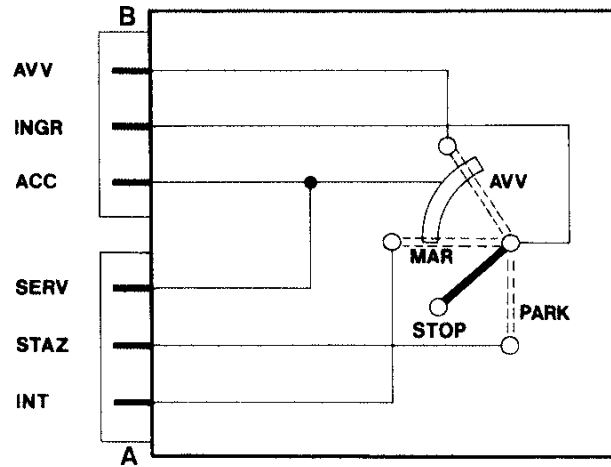 B
AVV
INGR
ACC
AVV
MAR
SERV
PARK
STOP
STAZ
INT
A